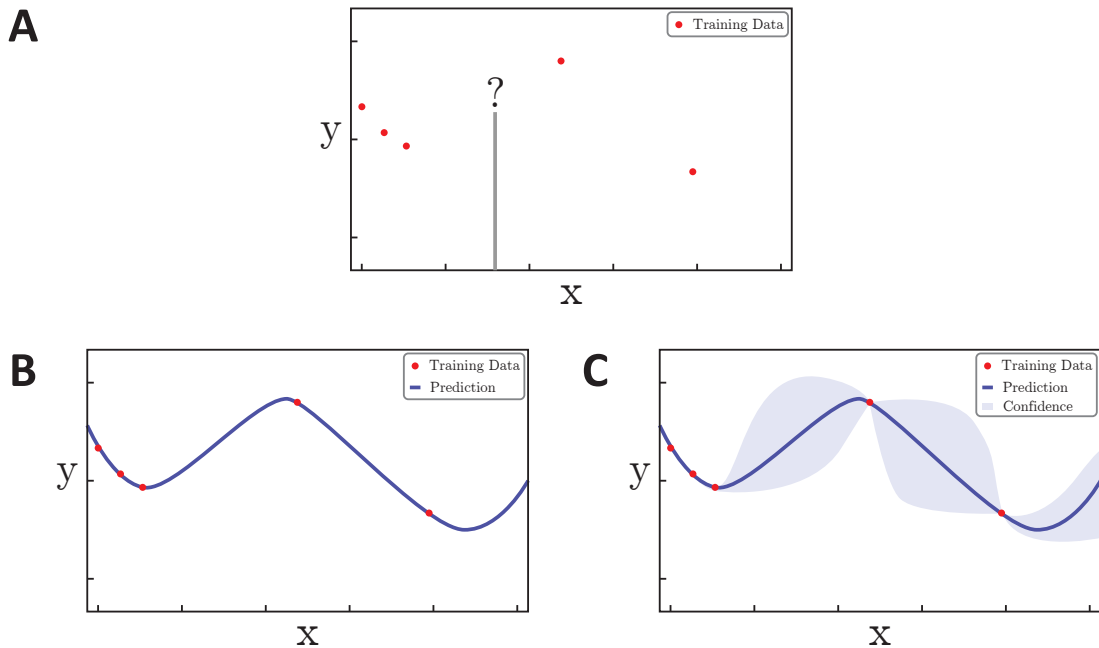 A
Training Data
?
y
x
B
Training Data
Prediction
y
x
C
Training Data
Prediction
Confidence
y
x